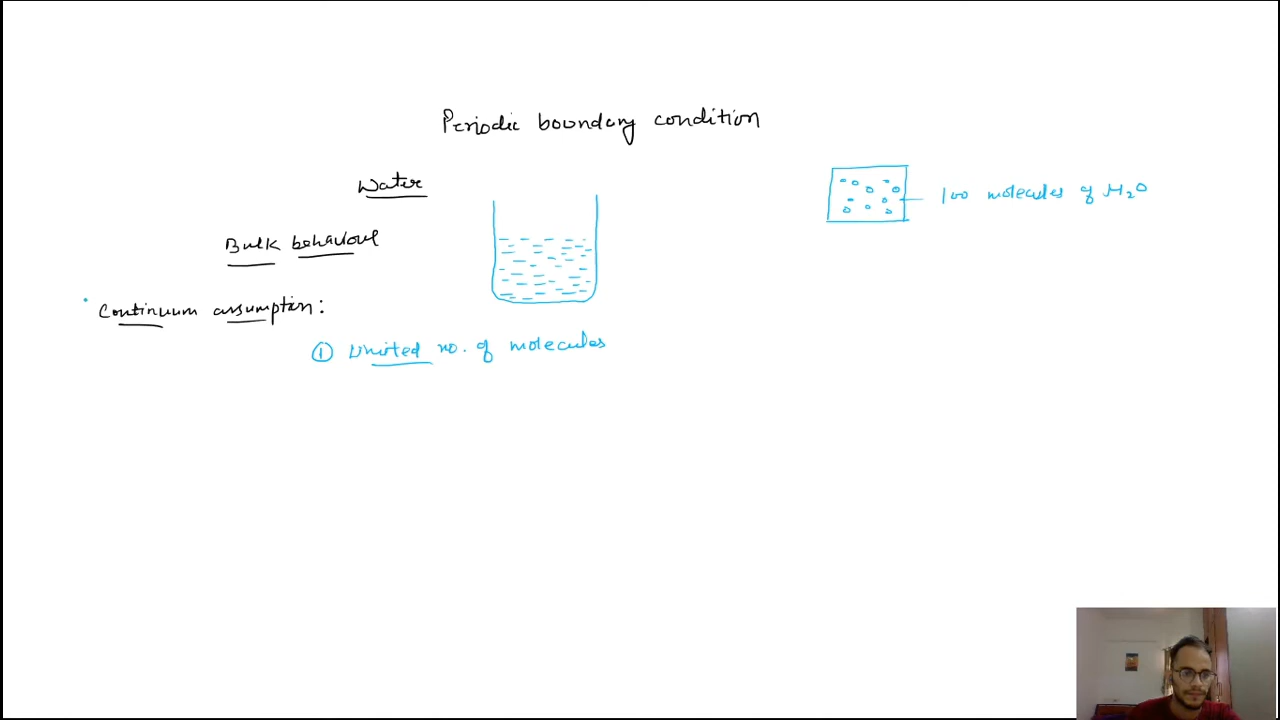 Periodic boundary condition
Water
100 molecules of H₂O
Bulk behaviour
Continuum assumption:
① Limited no. of molecules